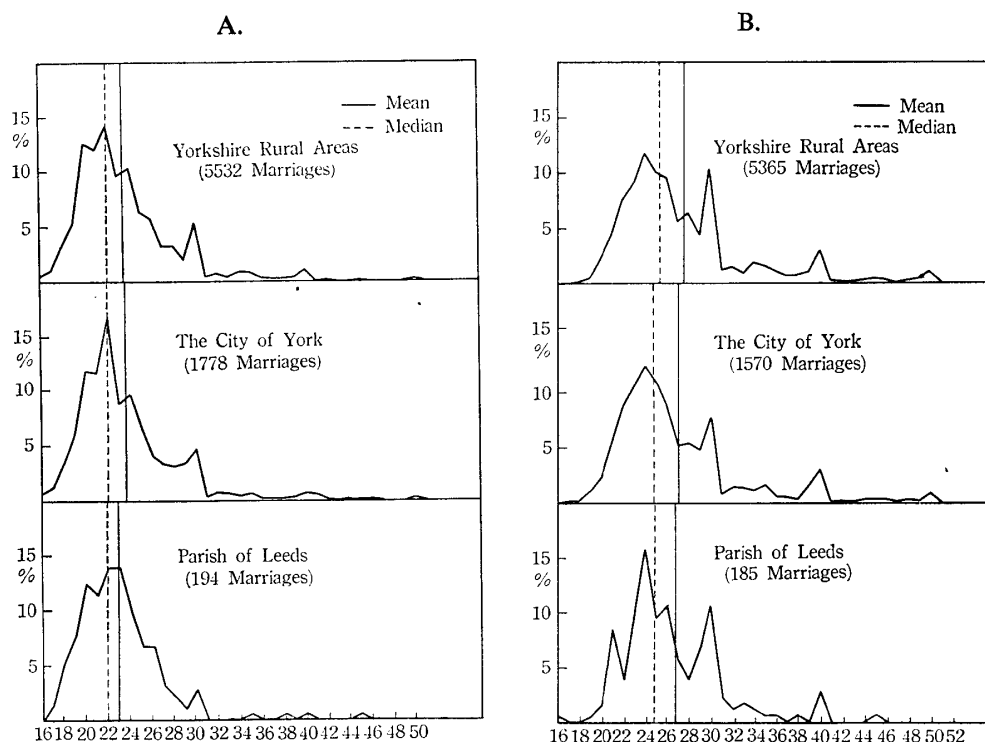 A.
15
%
10
5
Mean
Median
Yorkshire Rural Areas
(5532 Marriages)
15
%
10
5
The City of York
(1778 Marriages)
15
%
10
5
Parish of Leeds
(194 Marriages)
16 18 20 22 24 26 28 30 32 34 36 38 40 42 44 46 48 50
B.
15
%
10
5
Mean
Median
Yorkshire Rural Areas
(5365 Marriages)
15
%
10
5
The City of York
(1570 Marriages)
15
%
10
5
Parish of Leeds
(185 Marriages)
16 18 20 22 24 26 28 30 32 34 36 38 40 42 44 46 48 50 52